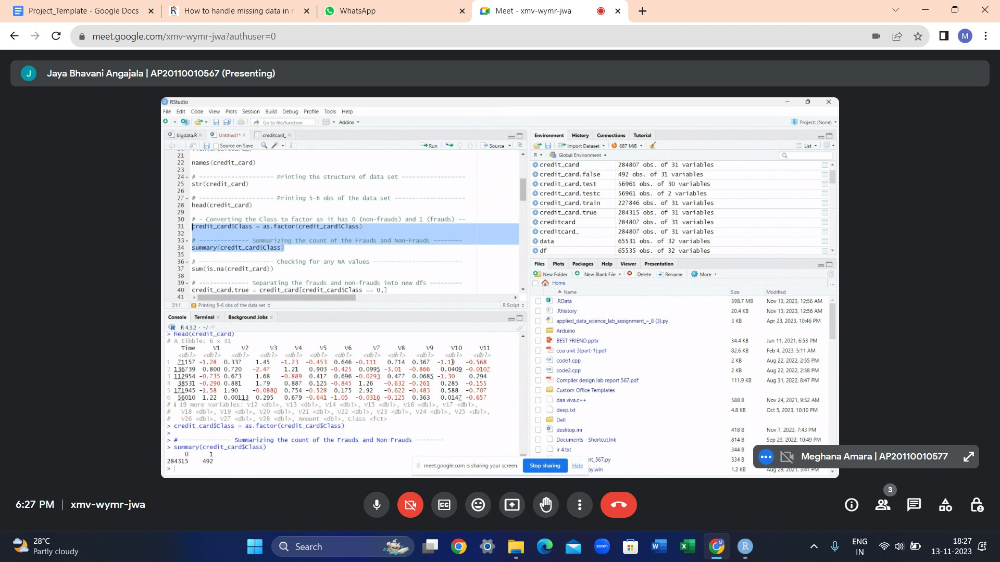 Project_Template - Google Docs
How to handle missing data in r
WhatsApp
Meet - xmv-wymr-jwa
meet.google.com/xmv-wymr-jwa?authuser=0
M
J
Jaya Bhavani Angajala | AP20110010567 (Presenting)
RStudio
File Edit Code View Plots Session Build Debug Profile Tools Help
Go to file/function
Addins
Project: (None)
bigdata.R
Untitled1*
creditcard_
Source on Save
Run
Source
21
22 names(credit_card)
23
24 # --------------------- Printing the structure of data set ------------------
25 str(credit_card)
26
27 # --------------------- Printing 5-6 obs of the data set --------------------
28 head(credit_card)
29
30 # - Converting the Class to factor as it has 0 (non-frauds) and 1 (frauds) --
31 credit_card$Class = as.factor(credit_card$Class)
32
33 # -------------- Summarizing the count of the Frauds and Non-Frauds --------
34 summary(credit_card$Class)
35
36 # --------------------- Checking for any NA values -------------------------
37 sum(is.na(credit_card))
38
39 # -------------- Separating the frauds and non-frauds into new dfs ---------
40 credit_card.true = credit_card[credit_card$Class == 0,]
41
31:1 Printing 5-6 obs of the data set
R Script
Console Terminal Background Jobs
R 4.3.2 · ~/
> head(credit_card)
# A tibble: 6 × 31
Time V1 V2 V3 V4 V5 V6 V7 V8 V9 V10 V11
<dbl> <dbl> <dbl> <dbl> <dbl> <dbl> <dbl> <dbl> <dbl> <dbl> <dbl> <dbl>
1 71157 -1.28 0.337 1.45 -1.23 -0.453 0.646 -0.111 0.714 0.367 -1.10 -0.568
2 136739 0.800 0.720 -2.47 1.21 0.903 -0.425 0.0995 -3.01 -0.866 0.0409 -0.0107
3 112954 -0.735 0.673 1.68 -0.889 0.417 0.696 -0.0293 0.477 0.0685 -1.30 0.294
4 38531 -0.290 0.881 1.79 0.887 0.125 -0.845 1.26 -0.632 -0.261 0.285 -0.155
5 171945 -1.58 1.90 -0.0880 0.754 -0.528 0.175 2.92 -0.622 -0.483 0.588 -0.707
6 56010 1.22 0.00113 0.295 0.679 -0.641 -1.05 -0.0316 -0.125 0.363 0.0147 -0.657
# ℹ 19 more variables: V12 <dbl>, V13 <dbl>, V14 <dbl>, V15 <dbl>, V16 <dbl>, V17 <dbl>,
# V18 <dbl>, V19 <dbl>, V20 <dbl>, V21 <dbl>, V22 <dbl>, V23 <dbl>, V24 <dbl>, V25 <dbl>,
# V26 <dbl>, V27 <dbl>, V28 <dbl>, Amount <dbl>, Class <fct>
> credit_card$Class = as.factor(credit_card$Class)
>
> # -------------- Summarizing the count of the Frauds and Non-Frauds --------
> summary(credit_card$Class)
0 1
284315 492
>
Environment History Connections Tutorial
Import Dataset 687 MiB List
R Global Environment
credit_card 284807 obs. of 31 variables
credit_card.false 492 obs. of 31 variables
credit_card.test 56961 obs. of 30 variables
credit_card.testc 56961 obs. of 2 variables
credit_card.train 227846 obs. of 31 variables
credit_card.true 284315 obs. of 31 variables
creditcard 284807 obs. of 31 variables
creditcard_ 284807 obs. of 31 variables
data 65531 obs. of 32 variables
df 65535 obs. of 32 variables
Files Plots Packages Help Viewer Presentation
New Folder New Blank File Delete Rename More
Home
Name Size Modified
.RData 398.7 MB Nov 13, 2023, 12:56 AM
.Rhistory 20.4 KB Nov 13, 2023, 12:56 AM
applied_data_science_lab_assignment_–_8 (3).py 3 KB Apr 23, 2023, 10:46 PM
Arduino
BEST FRIEND.pptx 34.4 KB Jun 11, 2021, 6:53 PM
coa unit 3(part-1).pdf 82.6 KB Feb 4, 2023, 5:11 AM
code1.cpp 2 KB Aug 22, 2022, 2:55 PM
code2.cpp 2 KB Aug 22, 2022, 2:58 PM
Compiler design lab report 567.pdf 111.9 KB Aug 31, 2022, 8:47 PM
Custom Office Templates
daa viva.c++ 588 B Nov 24, 2021, 9:52 AM
deep.txt 4.8 KB Oct 5, 2023, 10:10 PM
Dell
desktop.ini 418 B Nov 7, 2023, 7:43 PM
Documents - Shortcut.lnk 814 B Sep 23, 2022, 10:49 PM
ir 4.txt 344 B
nt_567.py 534 B
py.win 1.2 KB Aug 29, 2021, 3:41 PM
meet.google.com is sharing your screen. Stop sharing Hide
Meghana Amara | AP20110010577
6:27 PM | xmv-wymr-jwa
3
28°C
Partly cloudy
Search
zoom
ENG
IN
18:27
13-11-2023